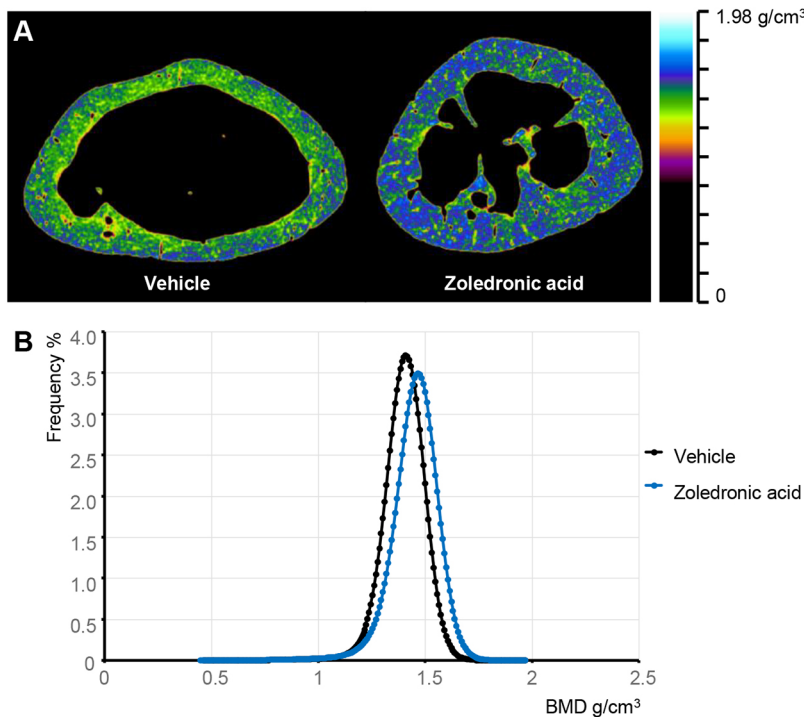 A
1.98 g/cm³
Vehicle
Zoledronic acid
0
B
Frequency %
4.0
3.5
3.0
2.5
2.0
1.5
1.0
0.5
0
0
0.5
1
1.5
2
2.5
BMD g/cm³
Vehicle
Zoledronic acid